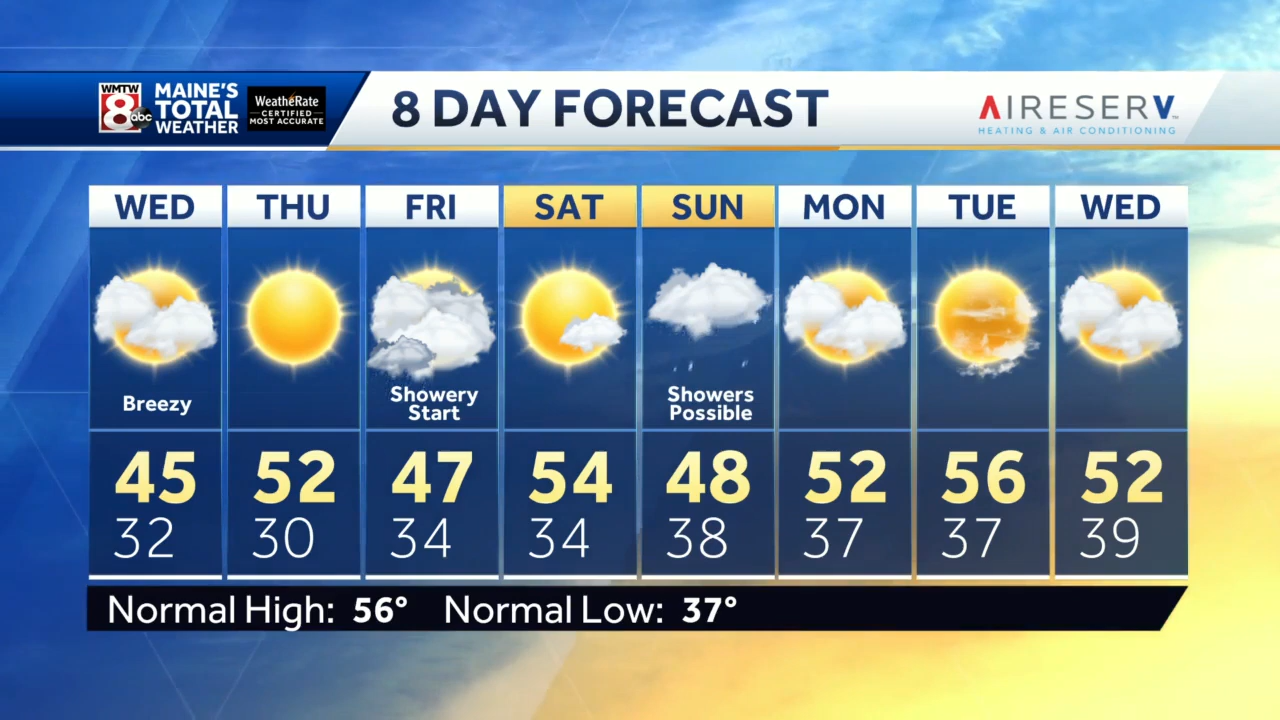 WMTW
8
abc
MAINE'S
TOTAL
WEATHER
WeatheRate
CERTIFIED
MOST ACCURATE
8 DAY FORECAST
AIRESERV™
HEATING & AIR CONDITIONING
WED THU FRI SAT SUN MON TUE WED
Breezy
Showery
Start
Showers
Possible
45 52 47 54 48 52 56 52
32 30 34 34 38 37 37 39
Normal High: 56° Normal Low: 37°